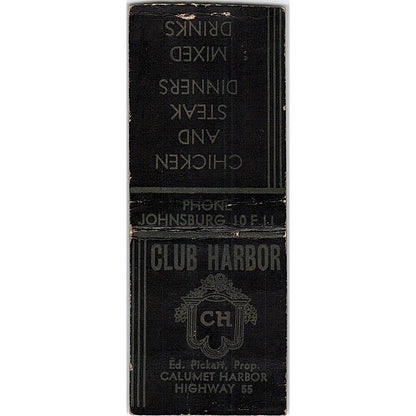 CHICKEN
AND
STEAK
DINNERS
MIXED
DRINKS
PHONE
JOHNSBURG 10 F 11
CLUB HARBOR
CH
Ed. Pickart, Prop.
CALUMET HARBOR
HIGHWAY 55